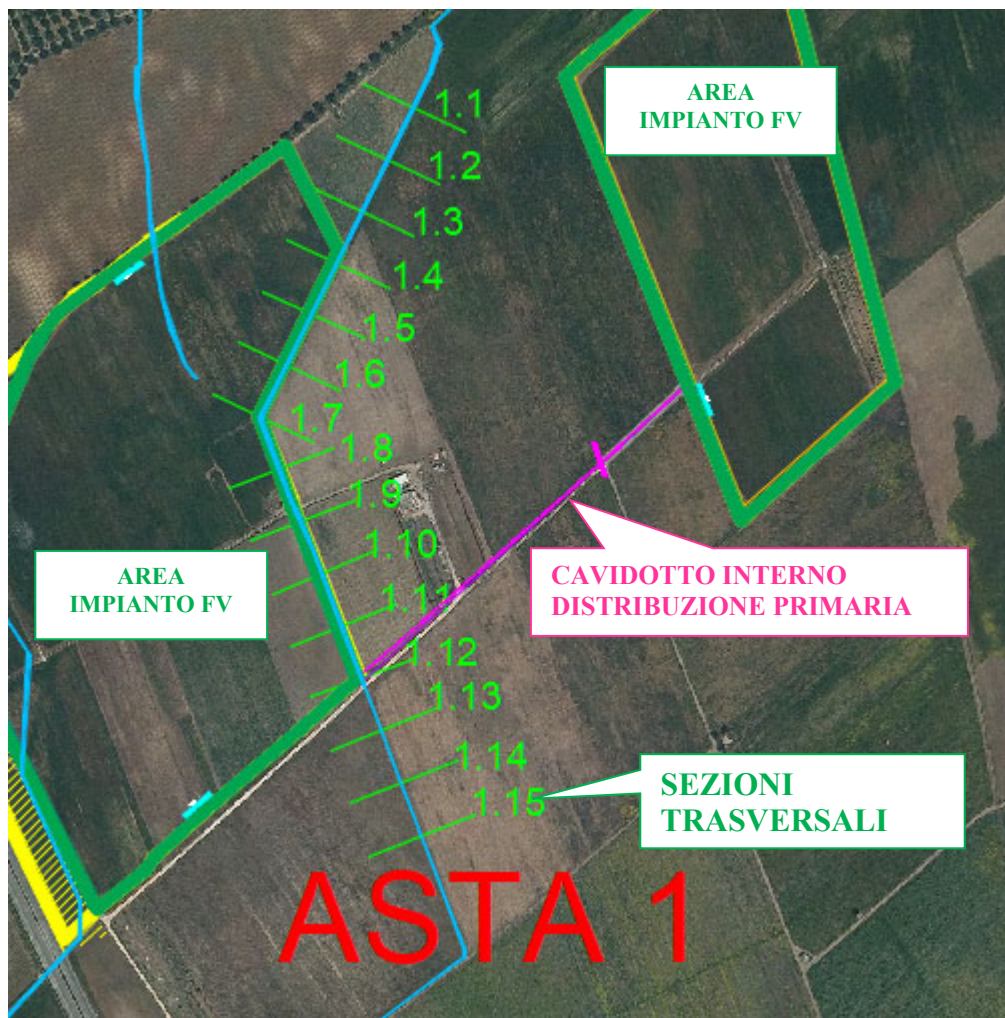 AREA
IMPIANTO FV
1.1
1.2
1.3
1.4
1.5
1.6
1.7
1.8
1.9
1.10
1.11
1.12
1.13
1.14
1.15
AREA
IMPIANTO FV
CAVIDOTTO INTERNO
DISTRIBUZIONE PRIMARIA
SEZIONI
TRASVERSALI
ASTA 1